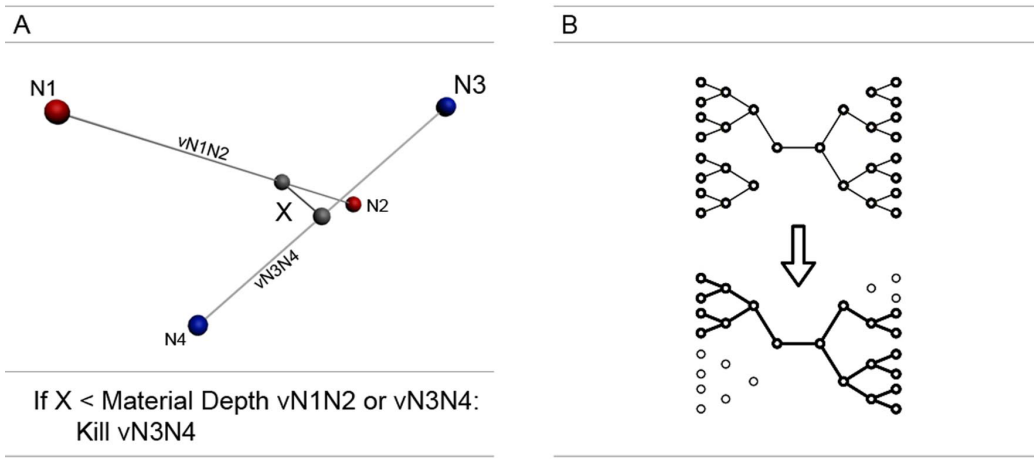 A
B
N1
N3
vN1N2
X
N2
vN3N4
N4
If X < Material Depth vN1N2 or vN3N4:
Kill vN3N4